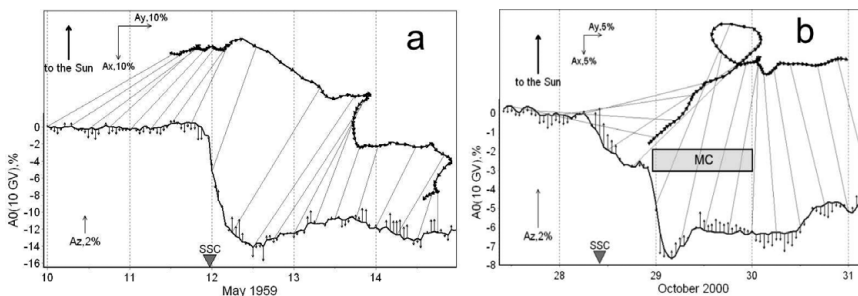 a
Ay,10%
Ax,10%
to the Sun
A0(10 GV),%
0
-2
-4
-6
-8
-10
-12
-14
-16
Az,2%
SSC
10 11 12 13 14
May 1959
b
Ay,5%
Ax,5%
to the Sun
A0(10 GV),%
1
0
-1
-2
-3
-4
-5
-6
-7
-8
MC
Az,2%
SSC
28 29 30 31
October 2000